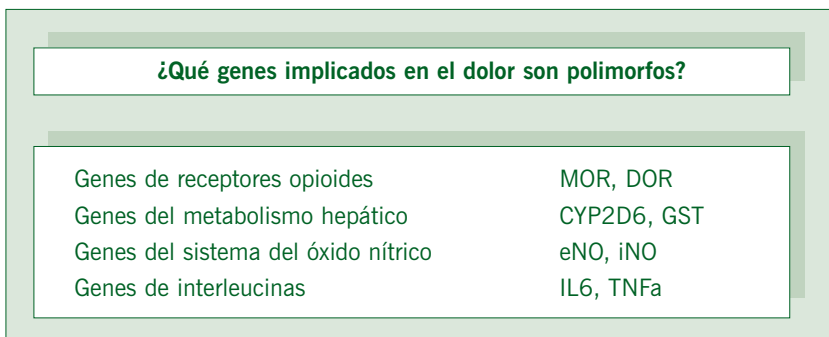 ¿Qué genes implicados en el dolor son polimorfos?
Genes de receptores opioides MOR, DOR
Genes del metabolismo hepático CYP2D6, GST
Genes del sistema del óxido nítrico eNO, iNO
Genes de interleucinas IL6, TNFa